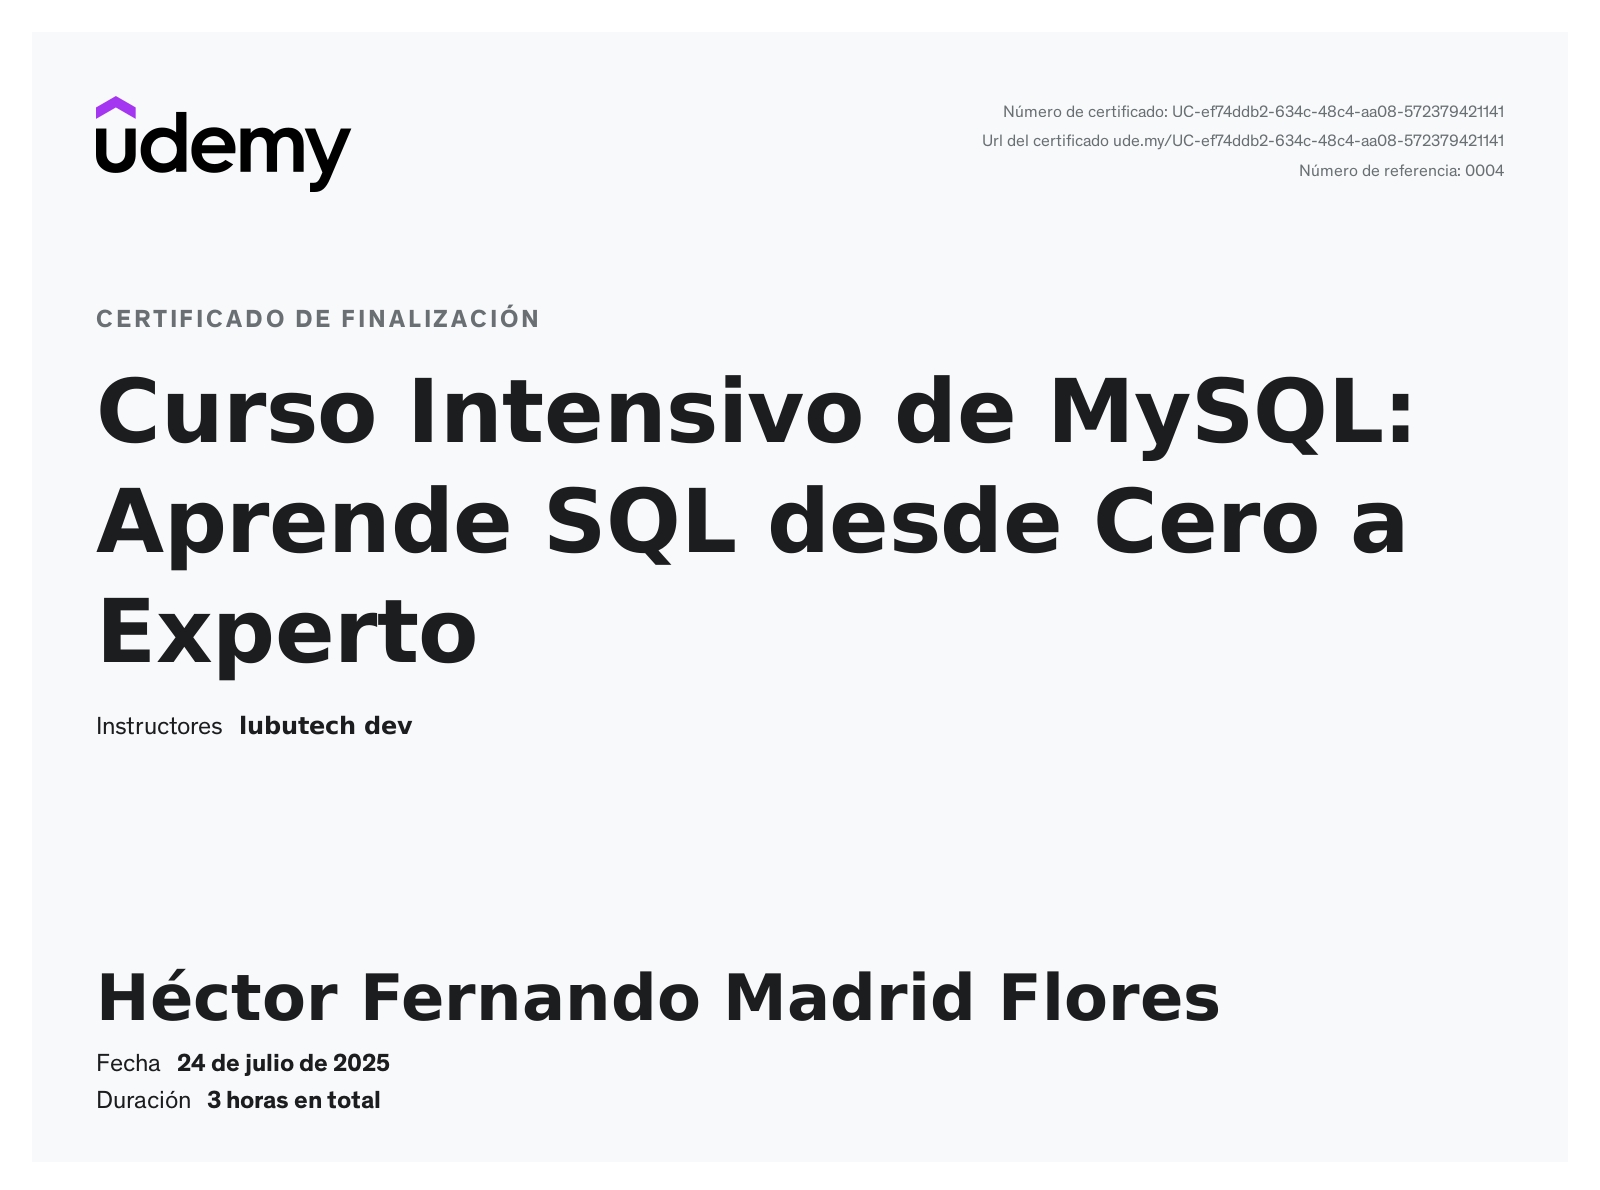 udemy
Número de certificado: UC-ef74ddb2-634c-48c4-aa08-572379421141
Url del certificado ude.my/UC-ef74ddb2-634c-48c4-aa08-572379421141
Número de referencia: 0004
CERTIFICADO DE FINALIZACIÓN
Curso Intensivo de MySQL:
Aprende SQL desde Cero a
Experto
Instructores lubutech dev
Héctor Fernando Madrid Flores
Fecha 24 de julio de 2025
Duración 3 horas en total